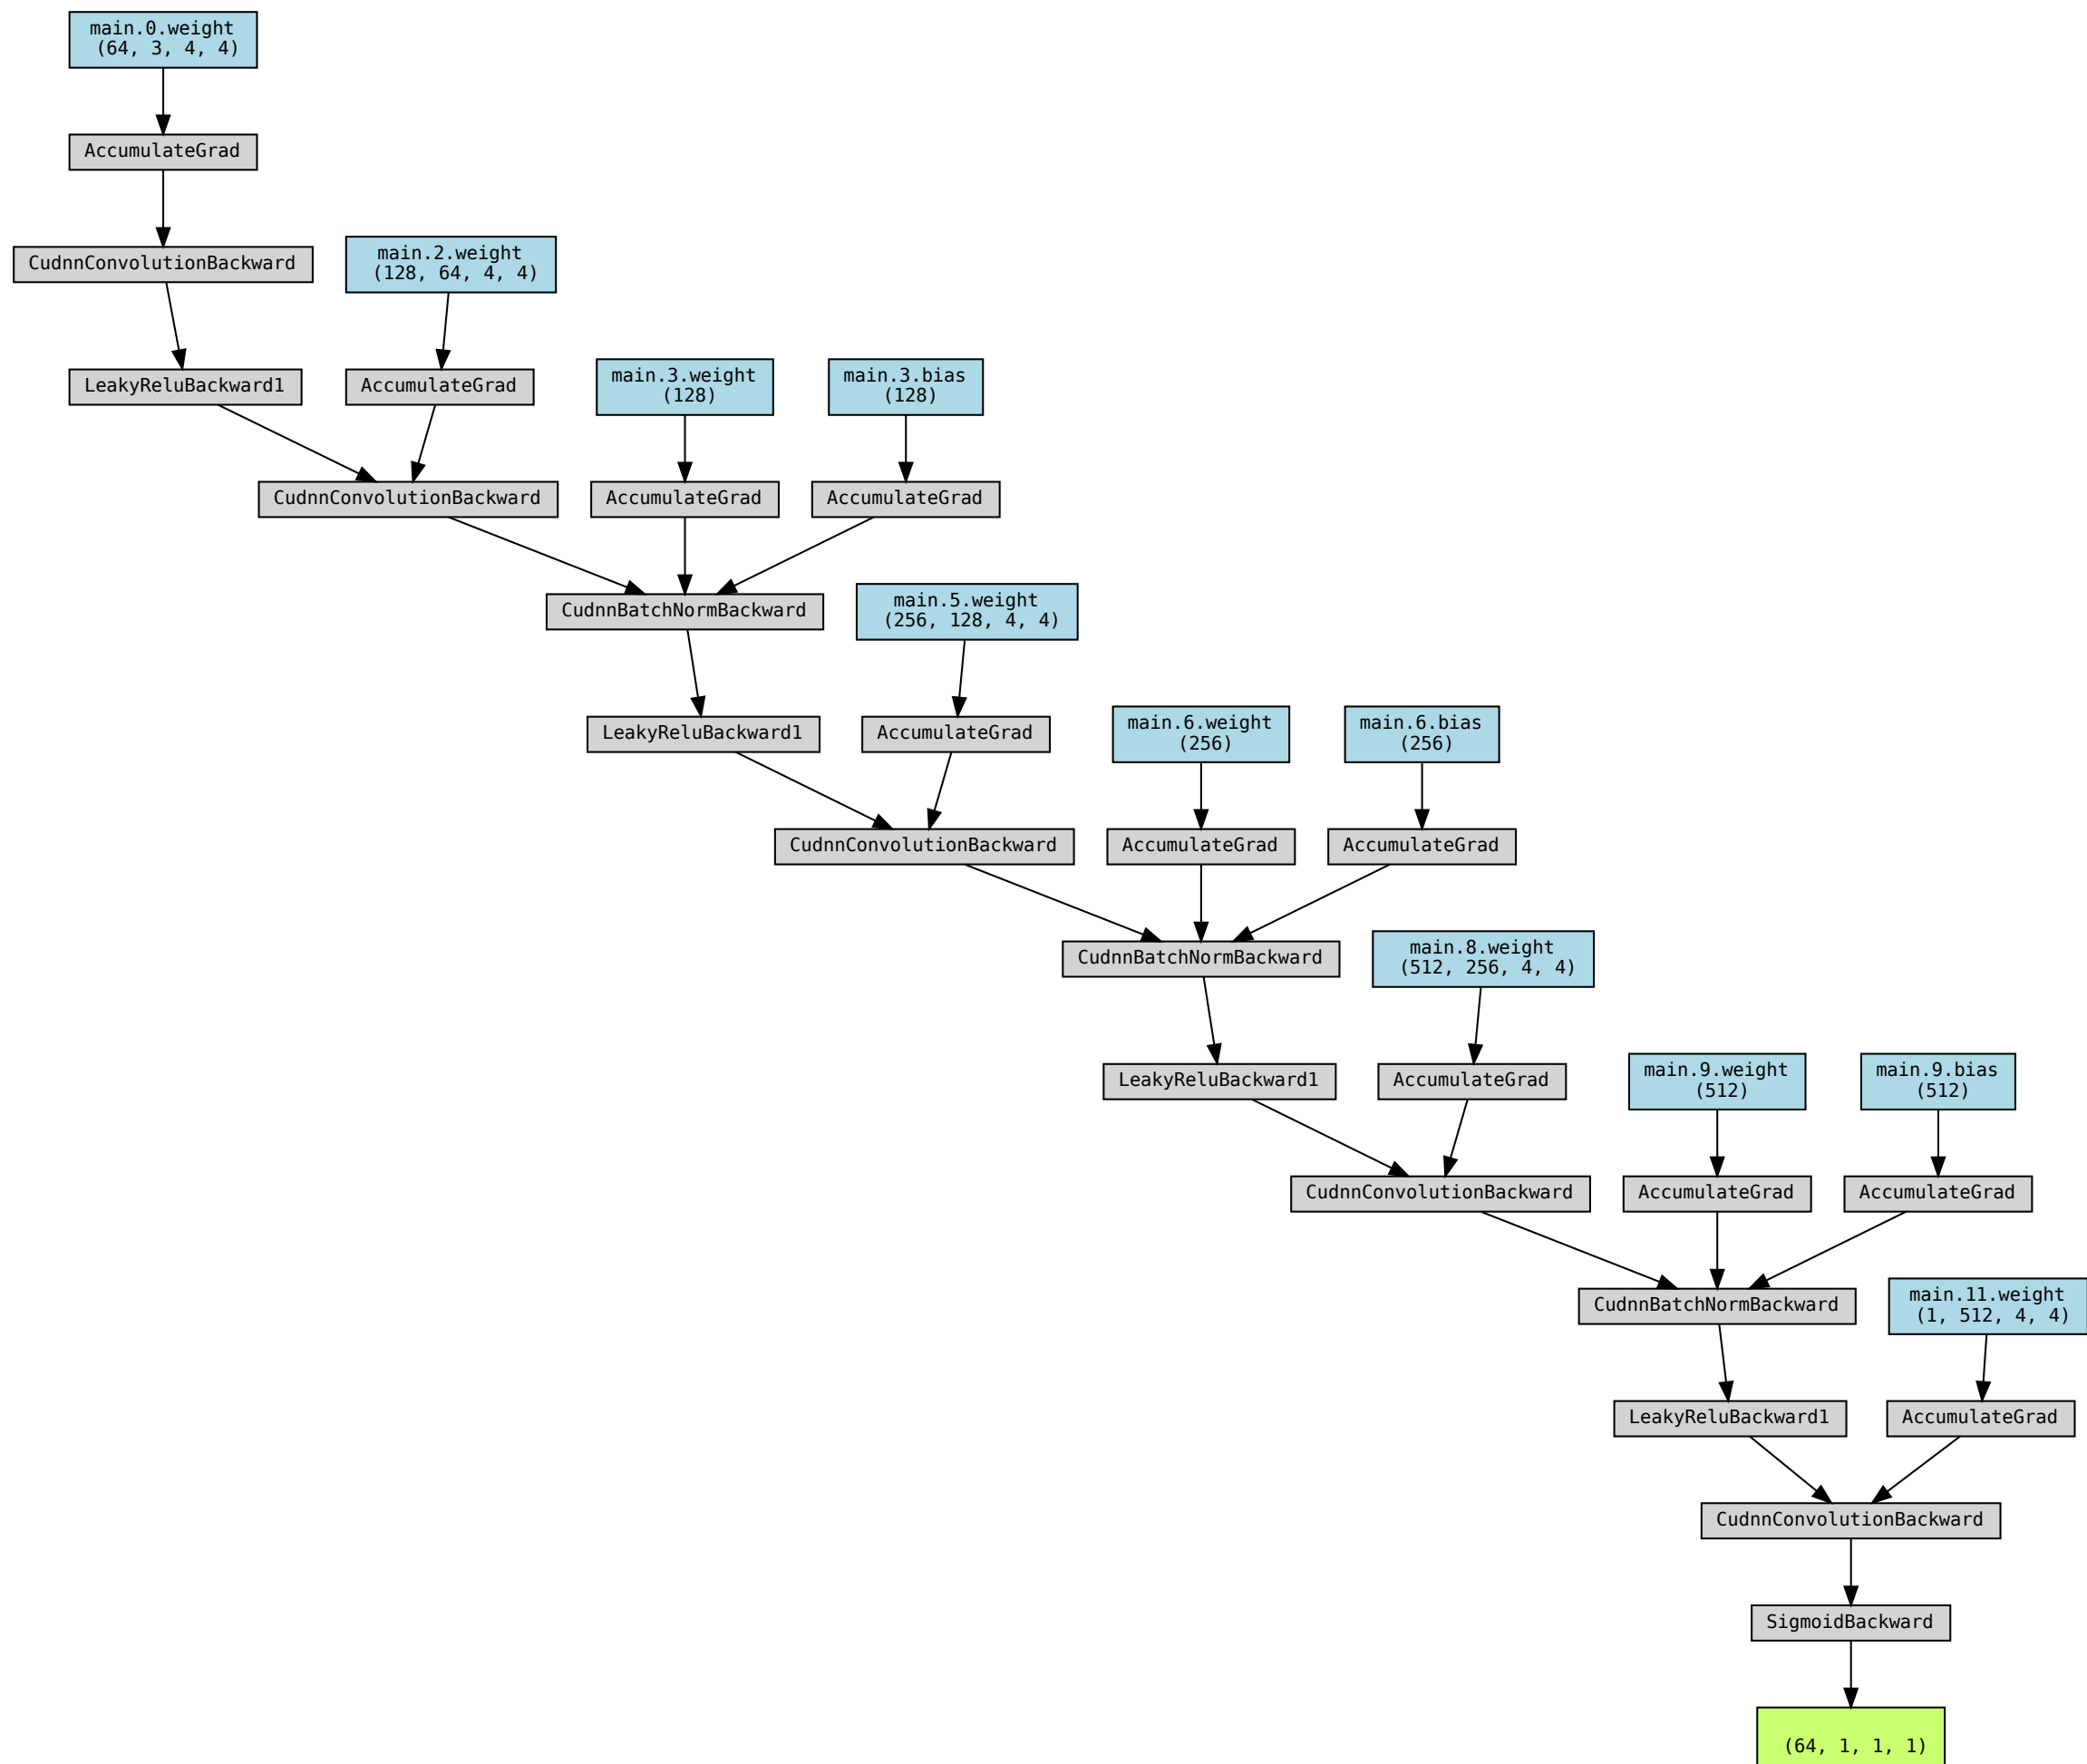 main.0.weight
(64, 3, 4, 4)
AccumulateGrad
CudnnConvolutionBackward
main.2.weight
(128, 64, 4, 4)
LeakyReluBackward1
AccumulateGrad
main.3.weight
(128)
main.3.bias
(128)
CudnnConvolutionBackward
AccumulateGrad
AccumulateGrad
CudnnBatchNormBackward
main.5.weight
(256, 128, 4, 4)
LeakyReluBackward1
AccumulateGrad
main.6.weight
(256)
main.6.bias
(256)
CudnnConvolutionBackward
AccumulateGrad
AccumulateGrad
CudnnBatchNormBackward
main.8.weight
(512, 256, 4, 4)
LeakyReluBackward1
AccumulateGrad
main.9.weight
(512)
main.9.bias
(512)
CudnnConvolutionBackward
AccumulateGrad
AccumulateGrad
CudnnBatchNormBackward
main.11.weight
(1, 512, 4, 4)
LeakyReluBackward1
AccumulateGrad
CudnnConvolutionBackward
SigmoidBackward
(64, 1, 1, 1)